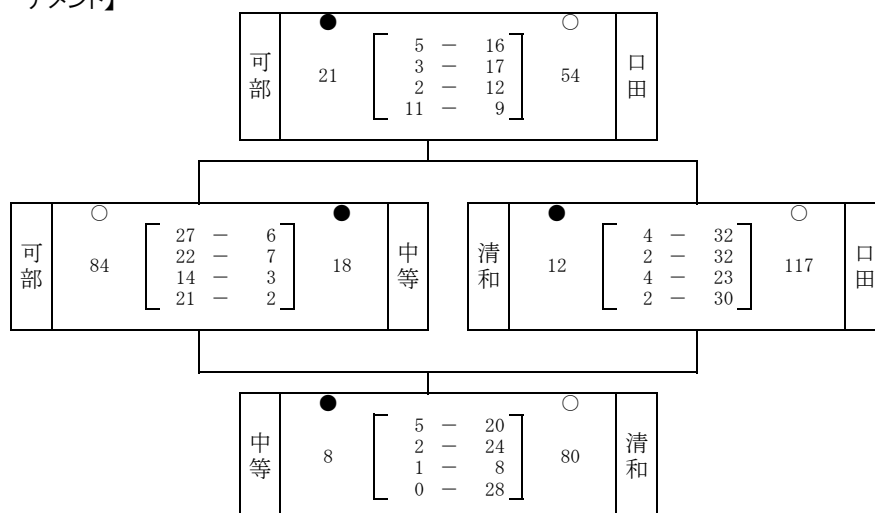 ナメント】
● ○
可部 21 5 － 16 54 口田
3 － 17
2 － 12
11 － 9
○ ● ● ○
可部 84 27 － 6 18 中等 清和 12 4 － 32 117 口田
22 － 7 2 － 32
14 － 3 4 － 23
21 － 2 2 － 30
● ○
中等 8 5 － 20 80 清和
2 － 24
1 － 8
0 － 28